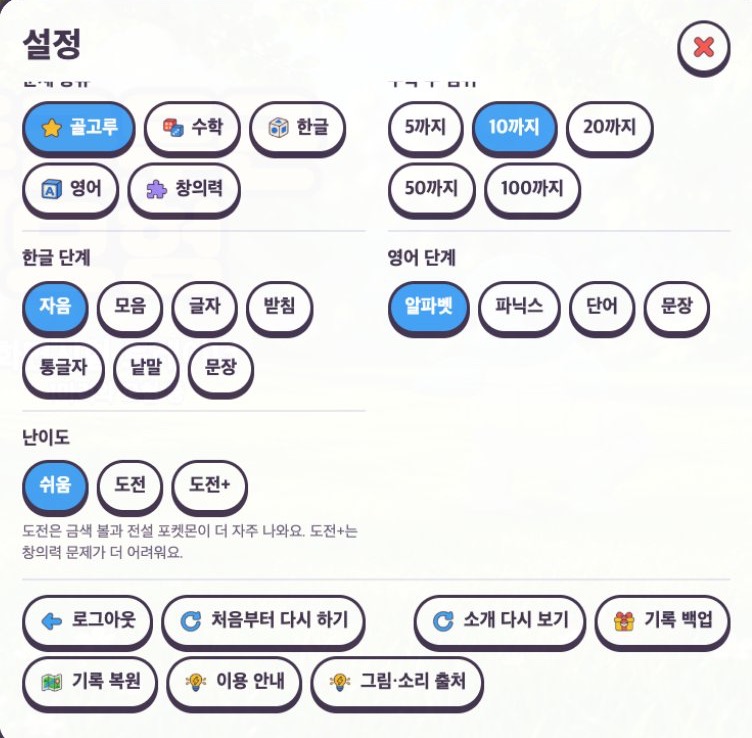 설정
골고루 수학 한글
영어 창의력
5까지 10까지 20까지
50까지 100까지
한글 단계
자음 모음 글자 받침
통글자 낱말 문장
영어 단계
알파벳 파닉스 단어 문장
난이도
쉬움 도전 도전+
도전은 금색 볼과 전설 포켓몬이 더 자주 나와요. 도전+는
창의력 문제가 더 어려워요.
로그아웃 처음부터 다시 하기 소개 다시 보기 기록 백업
기록 복원 이용 안내 그림·소리 출처